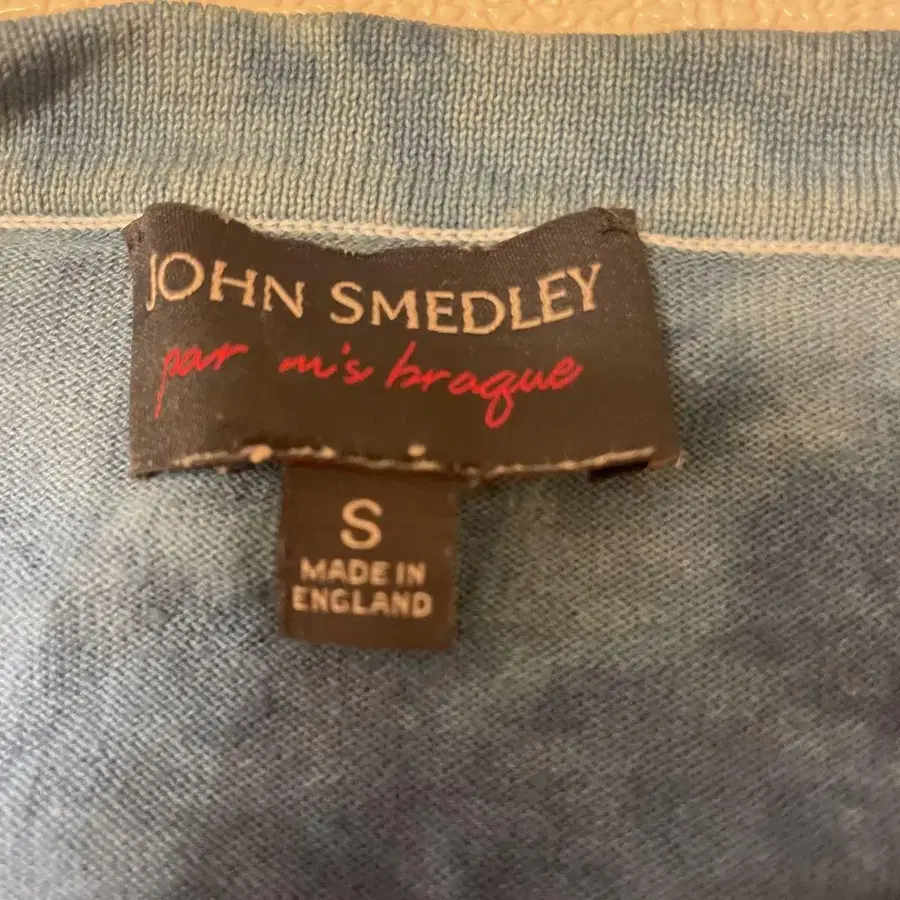 JOHN SMEDLEY
par m's braque
S
MADE IN
ENGLAND